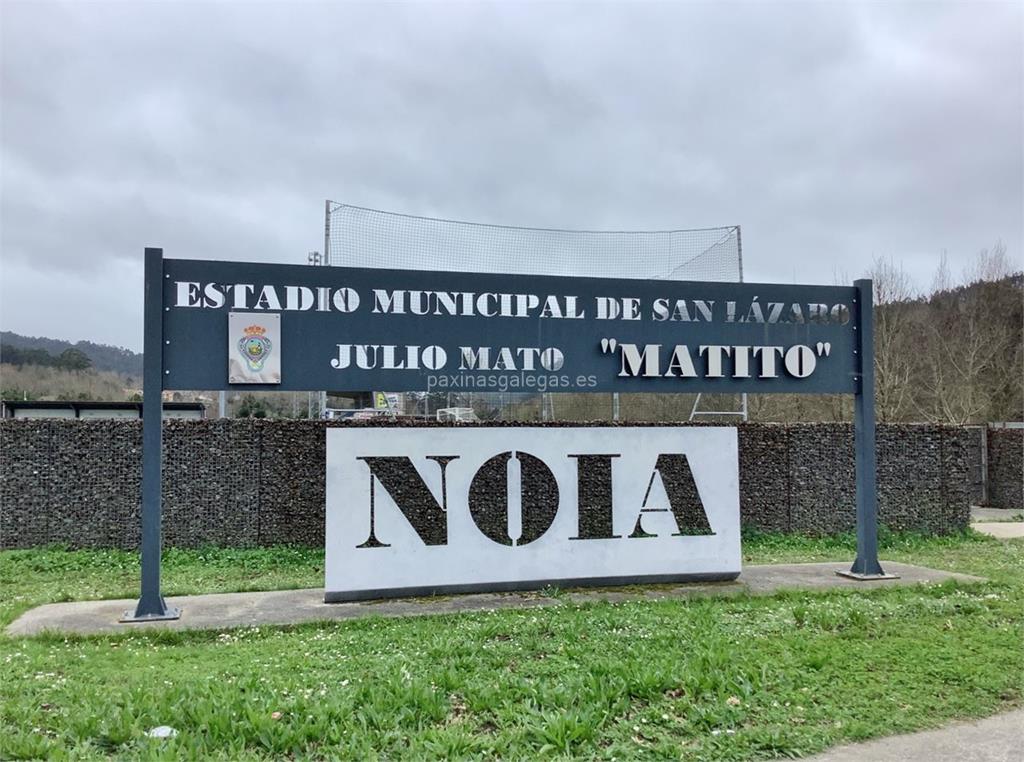 ESTADIO MUNICIPAL DE SAN LÁZARO
JULIO MATO "MATITO"
paxinasgalegas.es
NOIA